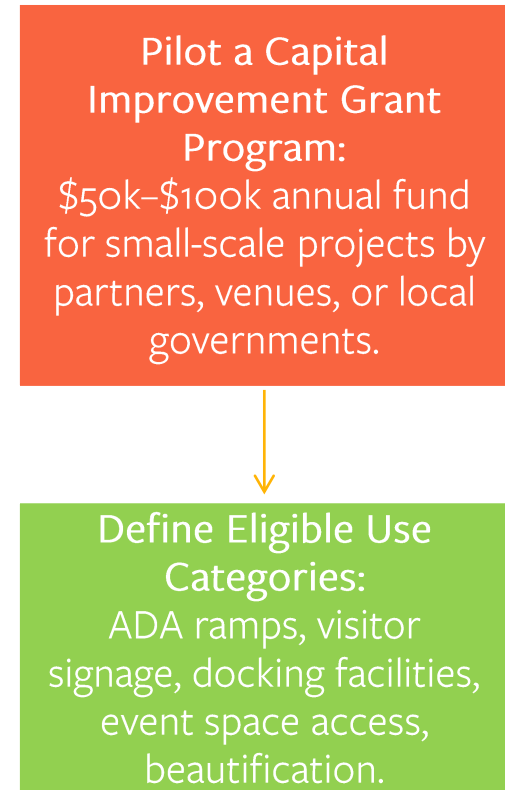 Pilot a Capital
Improvement Grant
Program:
$50k–$100k annual fund
for small-scale projects by
partners, venues, or local
governments.
Define Eligible Use
Categories:
ADA ramps, visitor
signage, docking facilities,
event space access,
beautification.